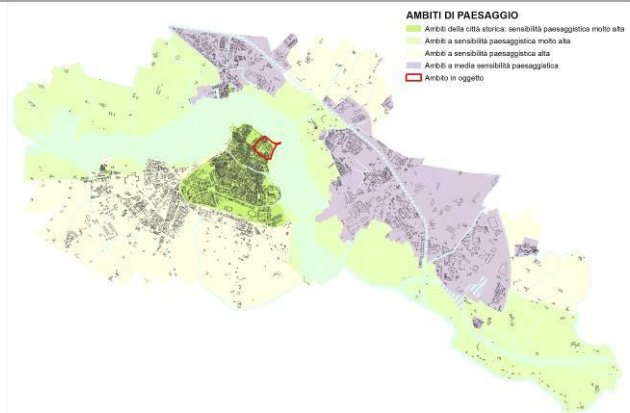 AMBITI DI PAESAGGIO
Ambiti della città storica: sensibilità paesaggistica molto alta
Ambiti a sensibilità paesaggistica molto alta
Ambiti a sensibilità paesaggistica alta
Ambiti a media sensibilità paesaggistica
Ambito in oggetto